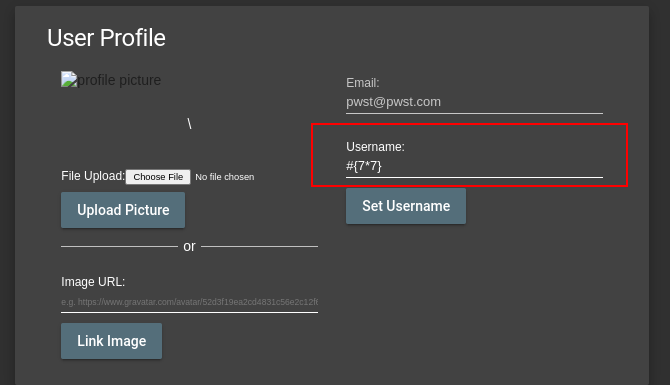 User Profile
profile picture
\
File Upload: Choose File No file chosen
Upload Picture
or
Image URL:
e.g. https://www.gravatar.com/avatar/52d3f19ea2cd4831c56e2c12f
Link Image
Email:
pwst@pwst.com
Username:
#{7*7}
Set Username